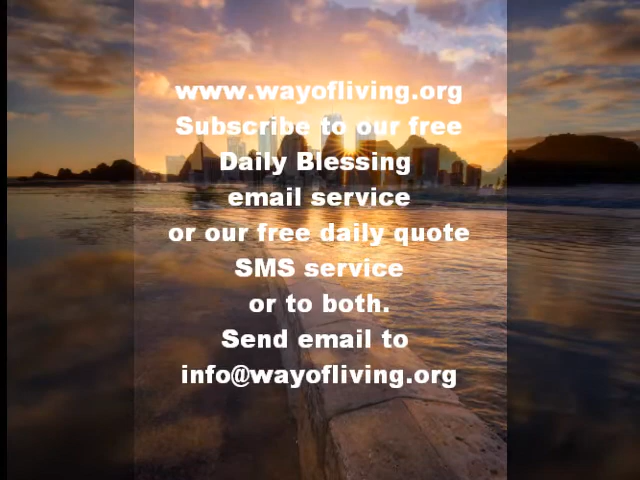 www.wayofliving.org
Subscribe to our free
Daily Blessing
email service
or our free daily quote
SMS service
or to both.
Send email to
info@wayofliving.org